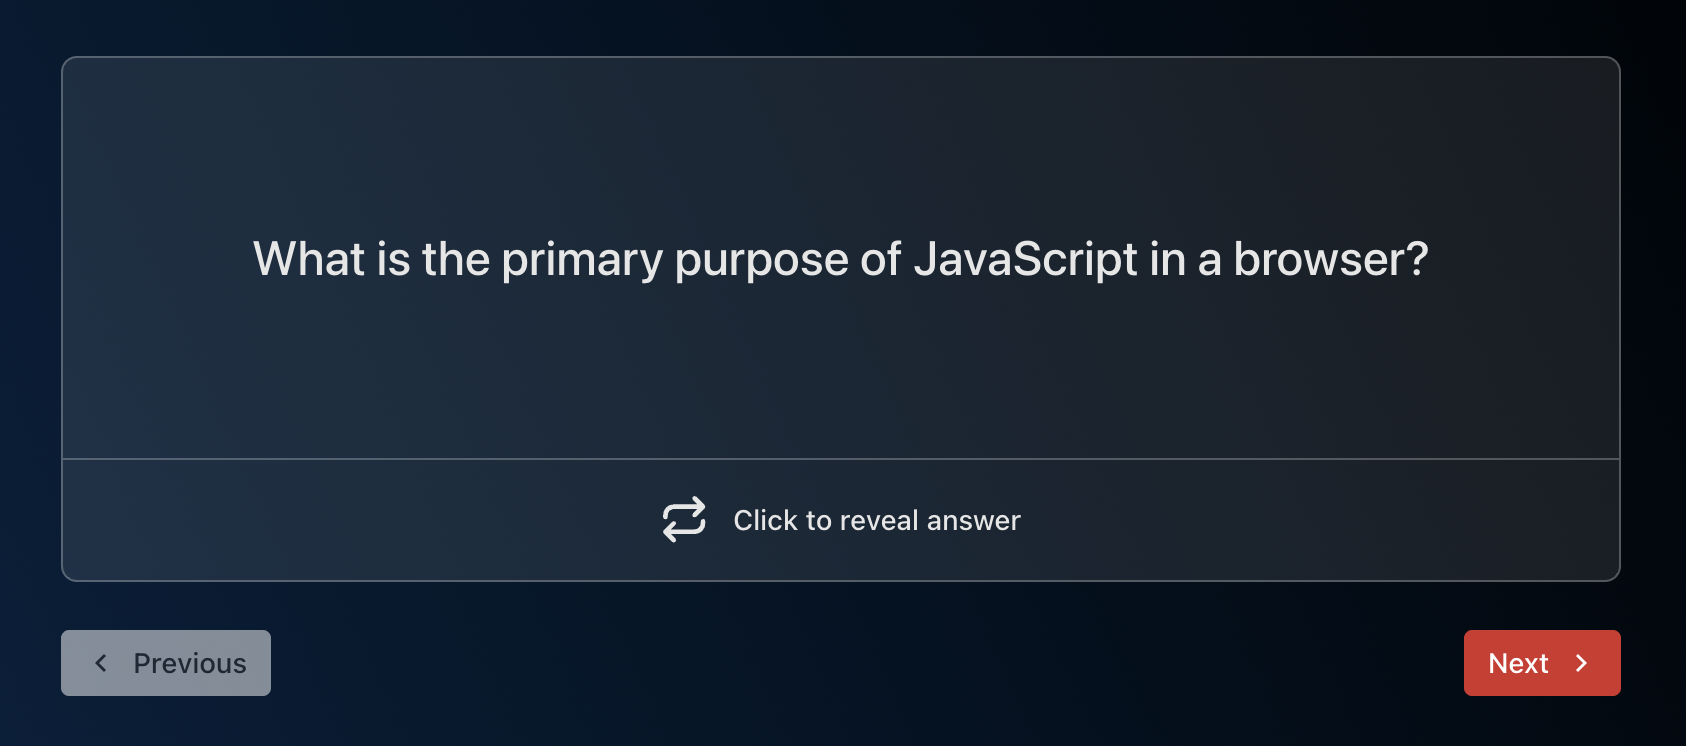 What is the primary purpose of JavaScript in a browser?
Click to reveal answer
Previous
Next